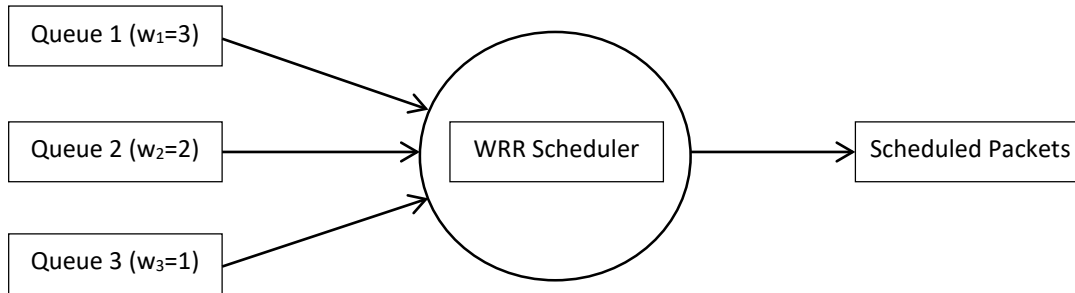 Queue 1 (w₁=3)
Queue 2 (w₂=2)
WRR Scheduler
Scheduled Packets
Queue 3 (w₃=1)